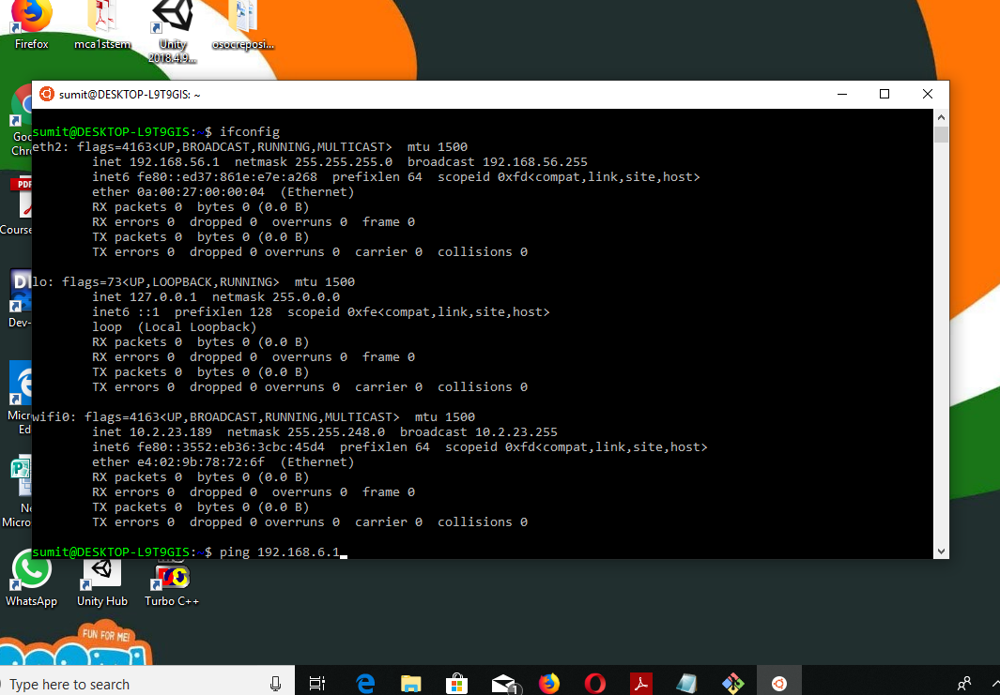 Firefox
mca1stsem
Unity
2018.4.9...
osocreposi...
sumit@DESKTOP-L9T9GIS: ~
Goo
Chro
sumit@DESKTOP-L9T9GIS:~$ ifconfig
eth2: flags=4163<UP,BROADCAST,RUNNING,MULTICAST>  mtu 1500
inet 192.168.56.1  netmask 255.255.255.0  broadcast 192.168.56.255
inet6 fe80::ed37:861e:e7e:a268  prefixlen 64  scopeid 0xfd<compat,link,site,host>
ether 0a:00:27:00:00:04  (Ethernet)
RX packets 0  bytes 0 (0.0 B)
RX errors 0  dropped 0  overruns 0  frame 0
TX packets 0  bytes 0 (0.0 B)
TX errors 0  dropped 0 overruns 0  carrier 0  collisions 0
PDF
Course
lo: flags=73<UP,LOOPBACK,RUNNING>  mtu 1500
inet 127.0.0.1  netmask 255.0.0.0
inet6 ::1  prefixlen 128  scopeid 0xfe<compat,link,site,host>
loop  (Local Loopback)
RX packets 0  bytes 0 (0.0 B)
RX errors 0  dropped 0  overruns 0  frame 0
TX packets 0  bytes 0 (0.0 B)
TX errors 0  dropped 0 overruns 0  carrier 0  collisions 0
Dev-
wifi0: flags=4163<UP,BROADCAST,RUNNING,MULTICAST>  mtu 1500
inet 10.2.23.189  netmask 255.255.248.0  broadcast 10.2.23.255
inet6 fe80::3552:eb36:3cbc:45d4  prefixlen 64  scopeid 0xfd<compat,link,site,host>
ether e4:02:9b:78:72:6f  (Ethernet)
RX packets 0  bytes 0 (0.0 B)
RX errors 0  dropped 0  overruns 0  frame 0
TX packets 0  bytes 0 (0.0 B)
TX errors 0  dropped 0 overruns 0  carrier 0  collisions 0
Micr
Ed
Ne
Micro
sumit@DESKTOP-L9T9GIS:~$ ping 192.168.6.1
WhatsApp
Unity Hub
Turbo C++
FUN FOR ME!
Type here to search
1